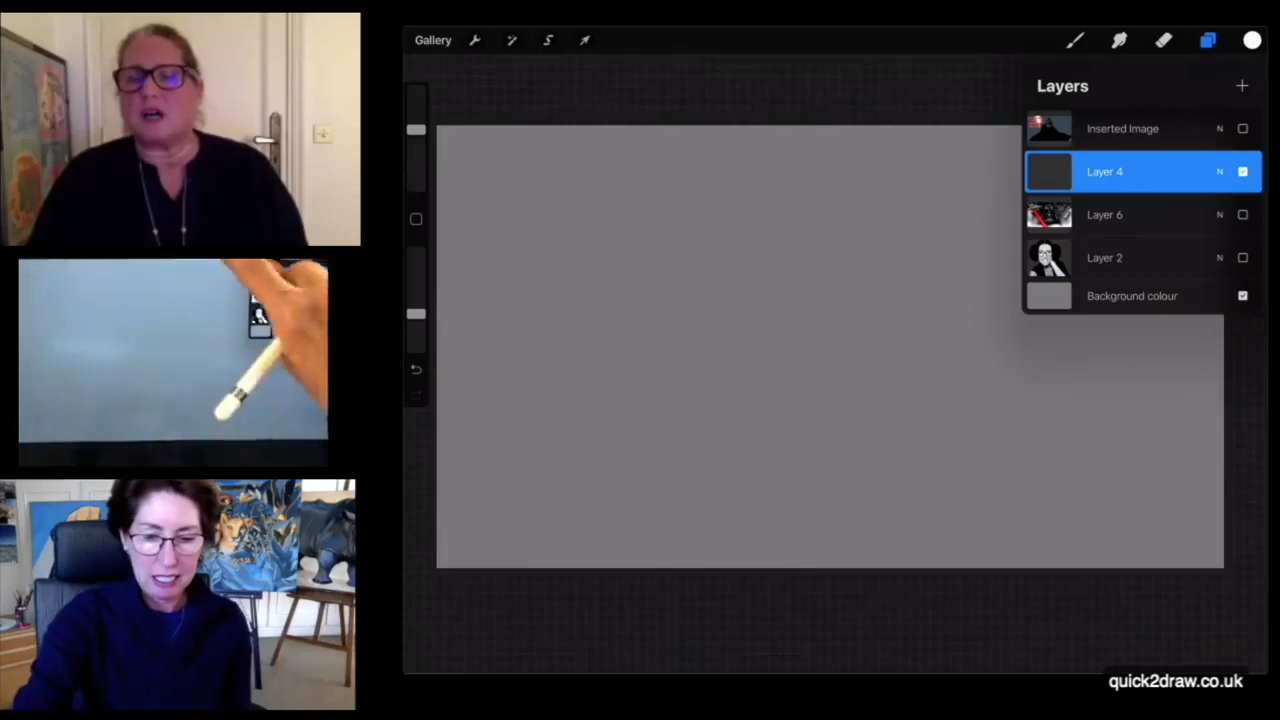 Gallery
Layers
Inserted Image N
Layer 4 N
Layer 6 N
Layer 2 N
Background colour
quick2draw.co.uk